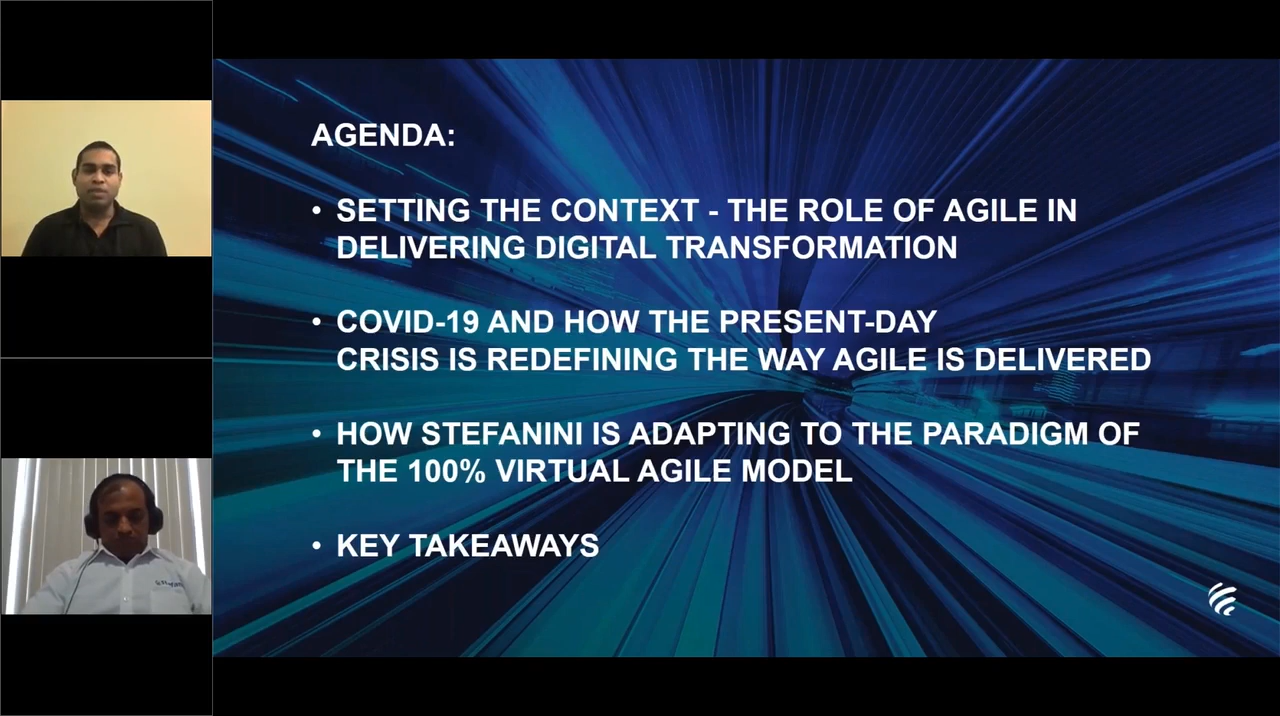 AGENDA:
• SETTING THE CONTEXT - THE ROLE OF AGILE IN
DELIVERING DIGITAL TRANSFORMATION
• COVID-19 AND HOW THE PRESENT-DAY
CRISIS IS REDEFINING THE WAY AGILE IS DELIVERED
• HOW STEFANINI IS ADAPTING TO THE PARADIGM OF
THE 100% VIRTUAL AGILE MODEL
• KEY TAKEAWAYS